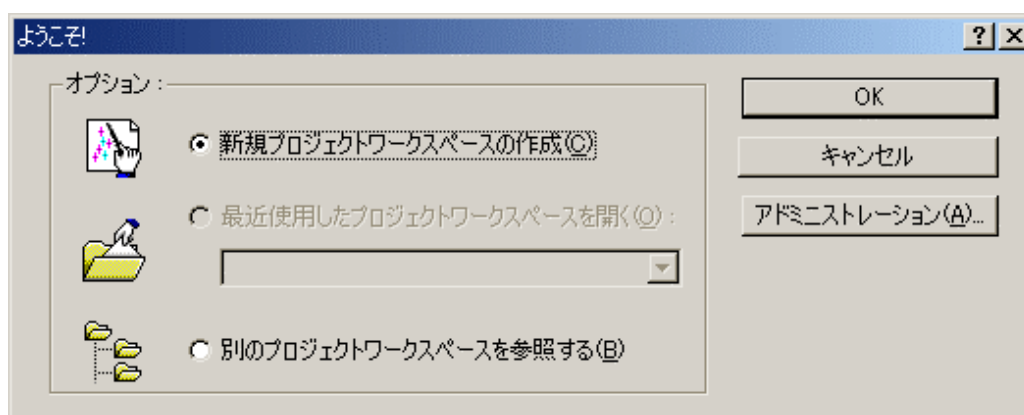 ようこそ!
オプション：
新規プロジェクトワークスペースの作成(C)
最近使用したプロジェクトワークスペースを開く(O)：
別のプロジェクトワークスペースを参照する(B)
OK
キャンセル
アドミニストレーション(A)...